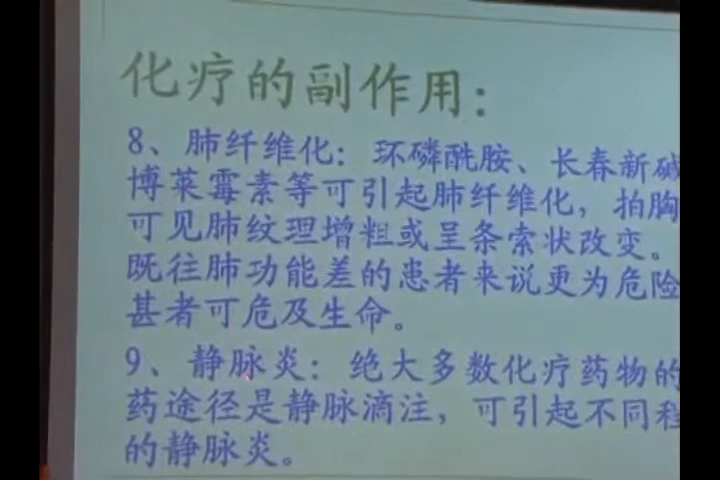 化疗的副作用：
8、肺纤维化：环磷酰胺、长春新碱
博莱霉素等可引起肺纤维化，拍胸
可见肺纹理增粗或呈条索状改变。
既往肺功能差的患者来说更为危险
甚者可危及生命。
9、静脉炎：绝大多数化疗药物的
药途径是静脉滴注，可引起不同程
的静脉炎。